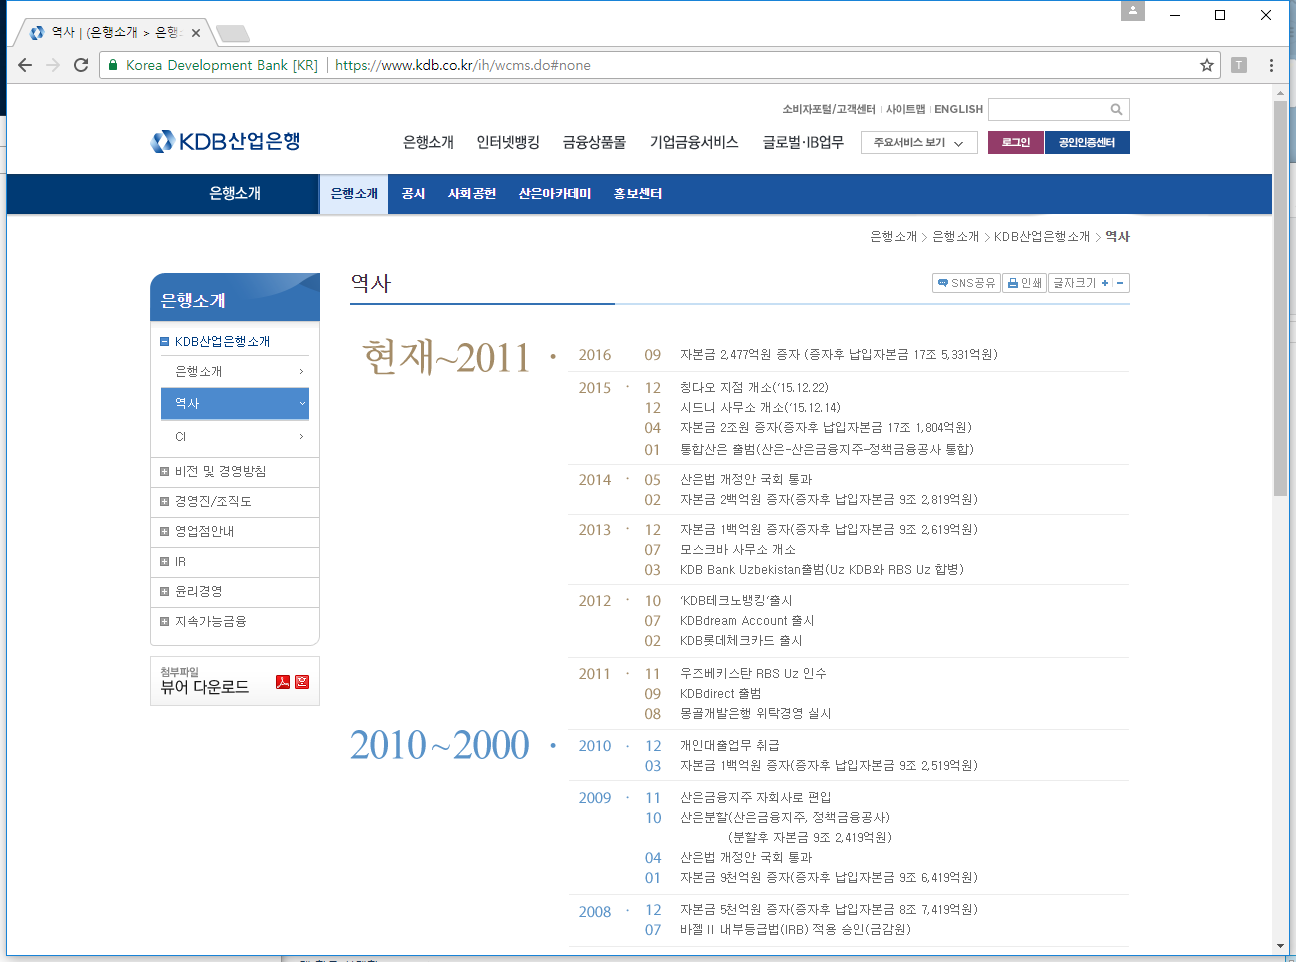 역사 | (은행소개 > 은행소
Korea Development Bank [KR] | https://www.kdb.co.kr/ih/wcms.do#none
소비자포털/고객센터 | 사이트맵 | ENGLISH
KDB산업은행
은행소개 인터넷뱅킹 금융상품몰 기업금융서비스 글로벌·IB업무 주요서비스 보기 로그인 공인인증센터
은행소개 은행소개 공시 사회공헌 산은아카데미 홍보센터
은행소개 > 은행소개 > KDB산업은행소개 > 역사
은행소개
KDB산업은행소개
은행소개
역사
CI
비전 및 경영방침
경영진/조직도
영업점안내
IR
윤리경영
지속가능금융
첨부파일
뷰어 다운로드
역사
SNS공유 인쇄 글자크기 + -
현재~2011 · 2016 09 자본금 2,477억원 증자 (증자후 납입자본금 17조 5,331억원)
2015 · 12 칭다오 지점 개소('15.12.22)
12 시드니 사무소 개소('15.12.14)
04 자본금 2조원 증자(증자후 납입자본금 17조 1,804억원)
01 통합산은 출범(산은-산은금융지주-정책금융공사 통합)
2014 · 05 산은법 개정안 국회 통과
02 자본금 2백억원 증자(증자후 납입자본금 9조 2,819억원)
2013 · 12 자본금 1백억원 증자(증자후 납입자본금 9조 2,619억원)
07 모스크바 사무소 개소
03 KDB Bank Uzbekistan출범(Uz KDB와 RBS Uz 합병)
2012 · 10 'KDB테크노뱅킹'출시
07 KDBdream Account 출시
02 KDB롯데체크카드 출시
2011 · 11 우즈베키스탄 RBS Uz 인수
09 KDBdirect 출범
08 몽골개발은행 위탁경영 실시
2010~2000 · 2010 · 12 개인대출업무 취급
03 자본금 1백억원 증자(증자후 납입자본금 9조 2,519억원)
2009 · 11 산은금융지주 자회사로 편입
10 산은분할(산은금융지주, 정책금융공사)
(분할후 자본금 9조 2,419억원)
04 산은법 개정안 국회 통과
01 자본금 9천억원 증자(증자후 납입자본금 9조 6,419억원)
2008 · 12 자본금 5천억원 증자(증자후 납입자본금 8조 7,419억원)
07 바젤Ⅱ 내부등급법(IRB) 적용 승인(금감원)